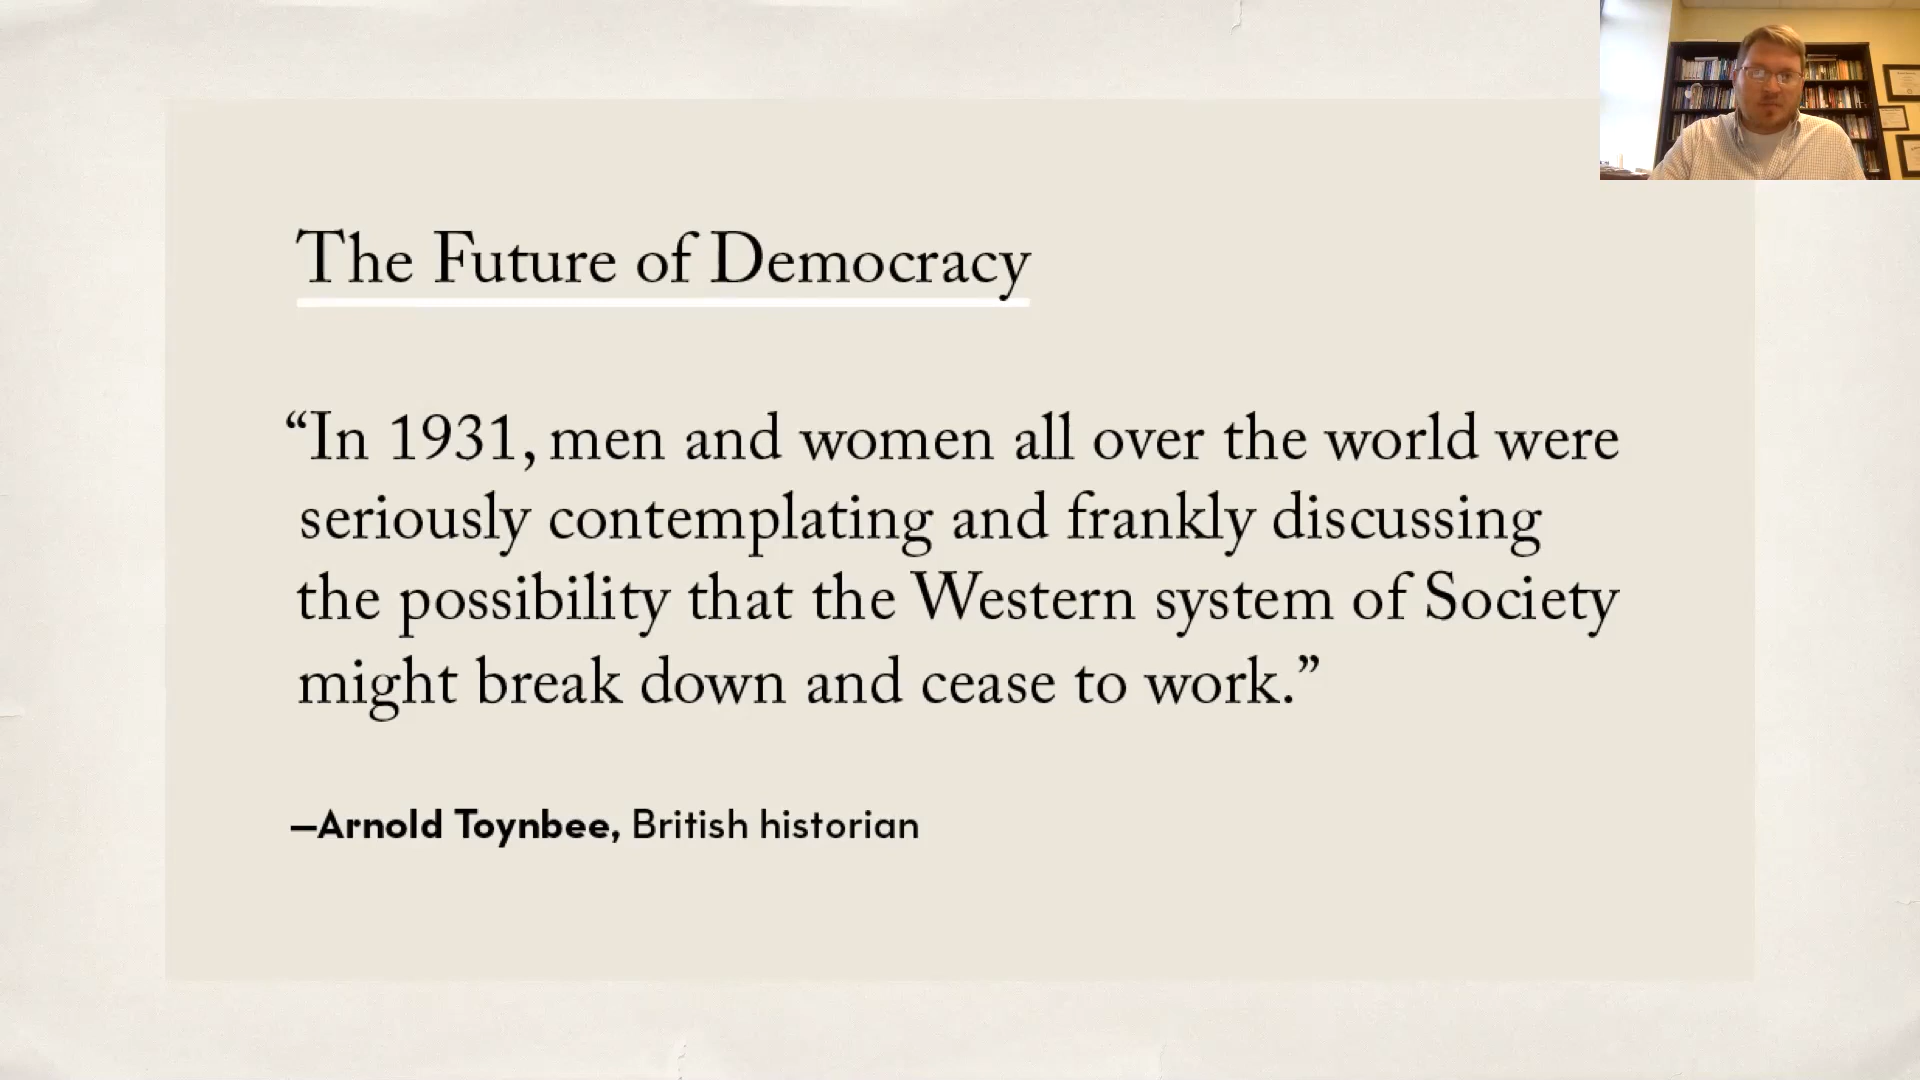 The Future of Democracy
“In 1931, men and women all over the world were
seriously contemplating and frankly discussing
the possibility that the Western system of Society
might break down and cease to work.”
—Arnold Toynbee, British historian